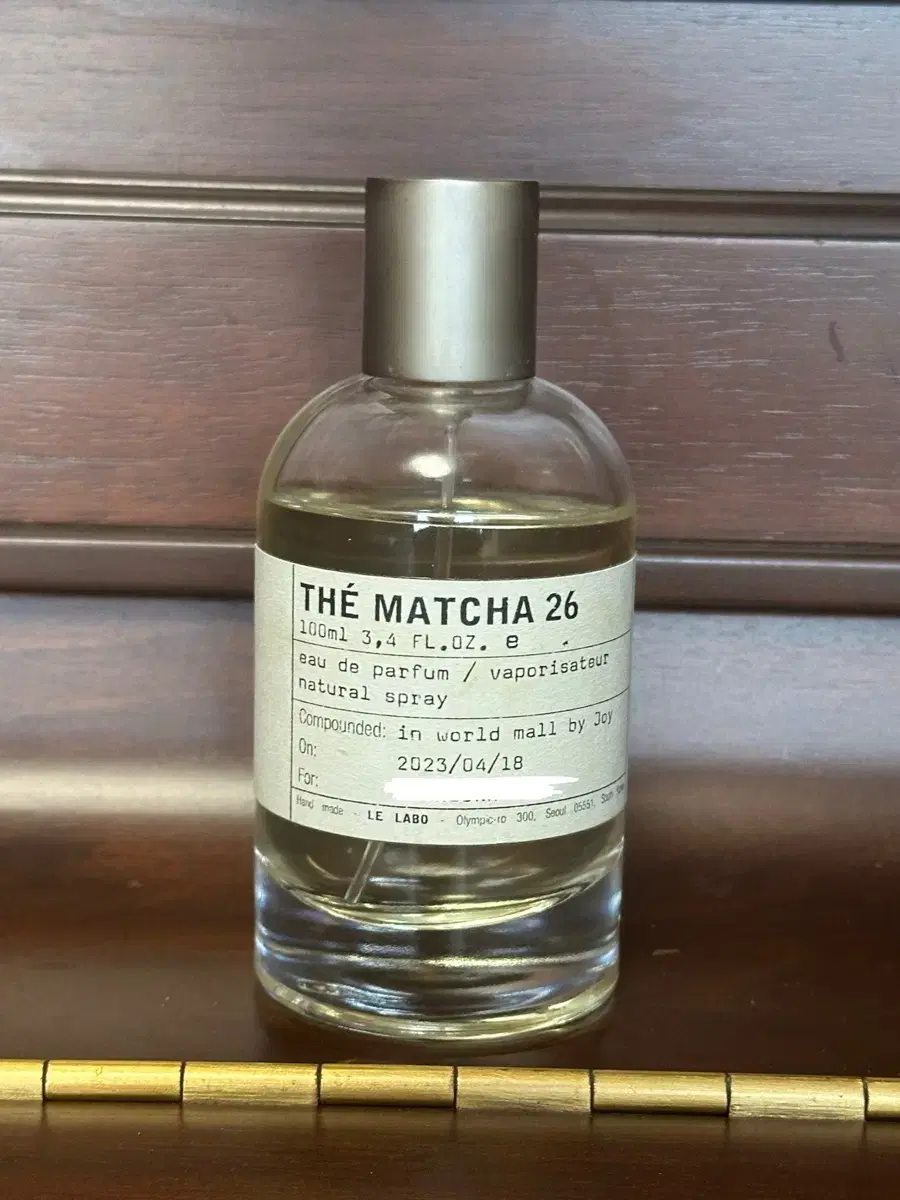 THÉ MATCHA 26
100ml 3,4 FL.OZ. e
eau de parfum / vaporisateur
natural spray
Compounded: in world mall by Joy
On: 2023/04/18
For:
Hand made - LE LABO - Olympic-ro 300, Seoul 05551, South